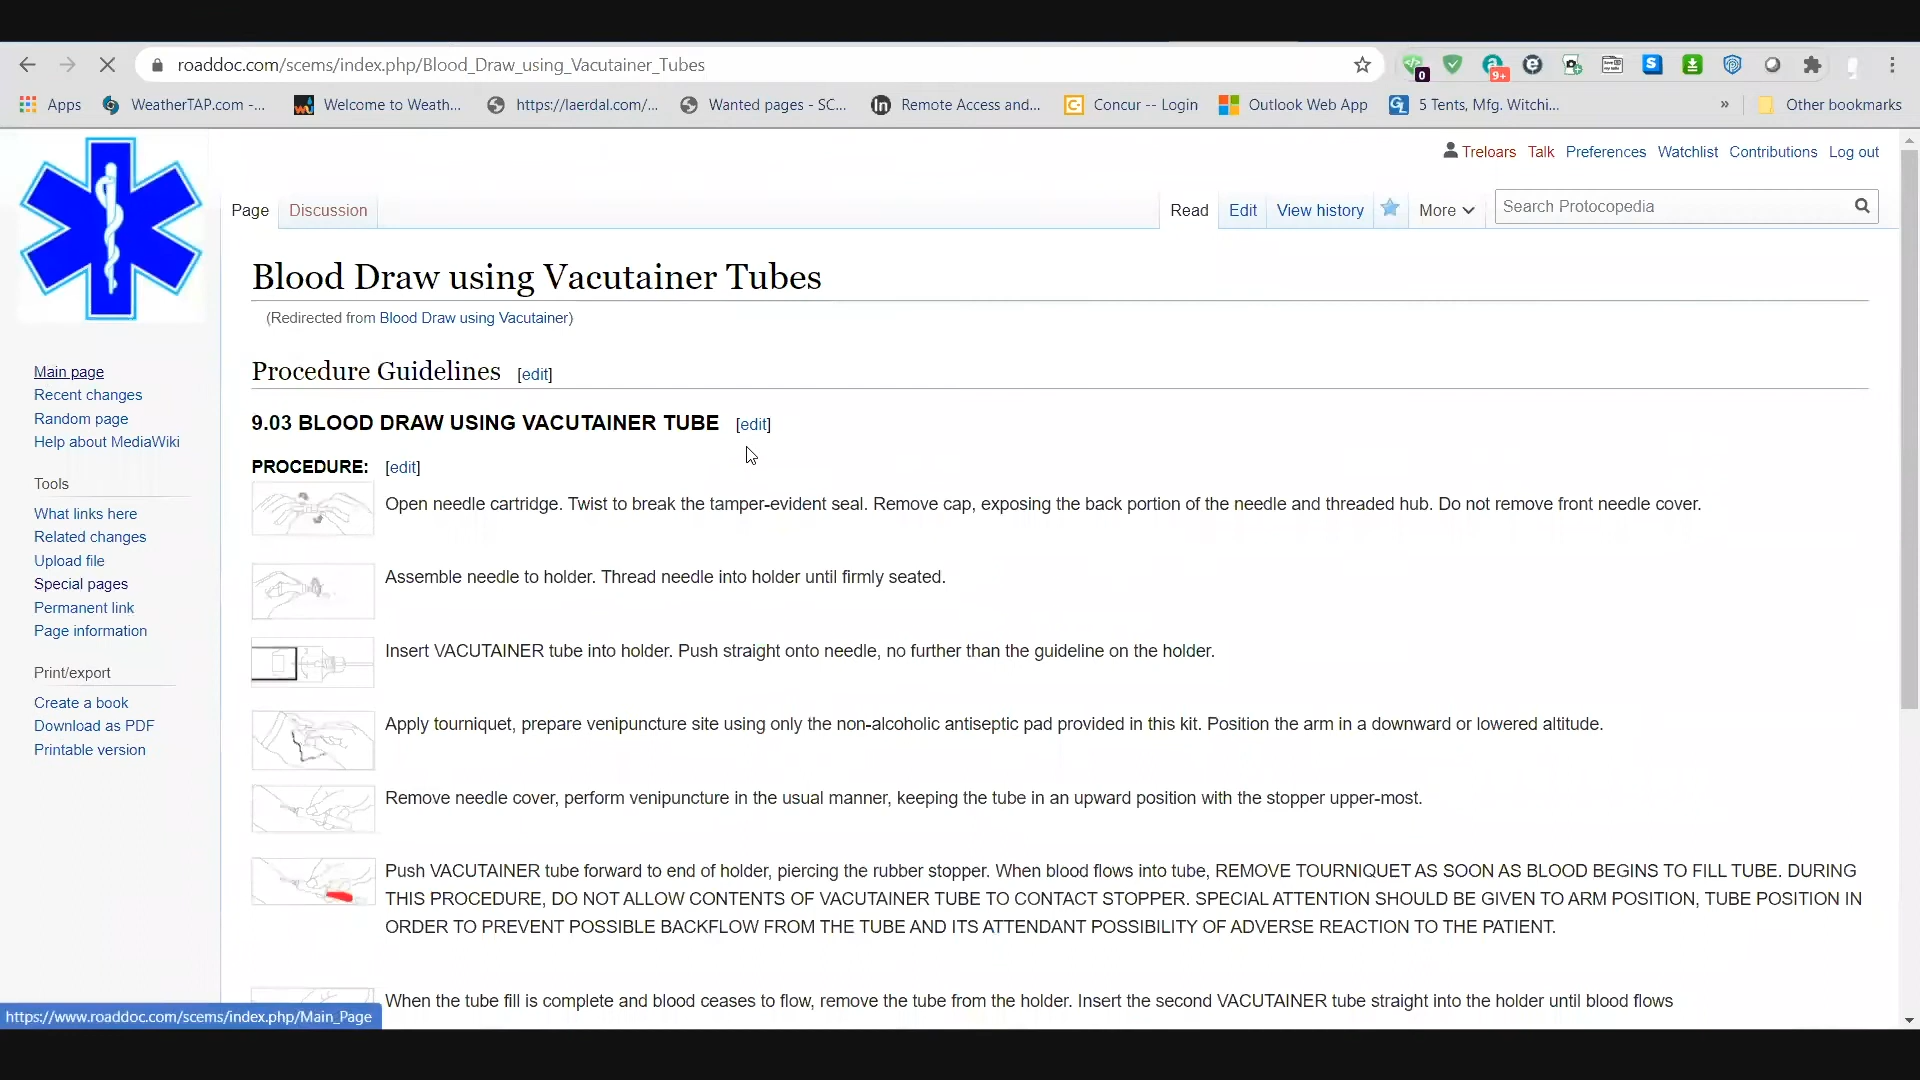 roaddoc.com/scems/index.php/Blood_Draw_using_Vacutainer_Tubes
0
9+
Apps
WeatherTAP.com -...
Welcome to Weath...
https://laerdal.com/...
Wanted pages - SC...
Remote Access and...
Concur -- Login
Outlook Web App
5 Tents, Mfg. Witchi...
»
Other bookmarks
Treloars Talk Preferences Watchlist Contributions Log out
Page Discussion Read Edit View history More Search Protocopedia
Blood Draw using Vacutainer Tubes
(Redirected from Blood Draw using Vacutainer)
Procedure Guidelines [edit]
9.03 BLOOD DRAW USING VACUTAINER TUBE [edit]
PROCEDURE: [edit]
Open needle cartridge. Twist to break the tamper-evident seal. Remove cap, exposing the back portion of the needle and threaded hub. Do not remove front needle cover.
Assemble needle to holder. Thread needle into holder until firmly seated.
Insert VACUTAINER tube into holder. Push straight onto needle, no further than the guideline on the holder.
Apply tourniquet, prepare venipuncture site using only the non-alcoholic antiseptic pad provided in this kit. Position the arm in a downward or lowered altitude.
Remove needle cover, perform venipuncture in the usual manner, keeping the tube in an upward position with the stopper upper-most.
Push VACUTAINER tube forward to end of holder, piercing the rubber stopper. When blood flows into tube, REMOVE TOURNIQUET AS SOON AS BLOOD BEGINS TO FILL TUBE. DURING
THIS PROCEDURE, DO NOT ALLOW CONTENTS OF VACUTAINER TUBE TO CONTACT STOPPER. SPECIAL ATTENTION SHOULD BE GIVEN TO ARM POSITION, TUBE POSITION IN
ORDER TO PREVENT POSSIBLE BACKFLOW FROM THE TUBE AND ITS ATTENDANT POSSIBILITY OF ADVERSE REACTION TO THE PATIENT.
When the tube fill is complete and blood ceases to flow, remove the tube from the holder. Insert the second VACUTAINER tube straight into the holder until blood flows
Main page
Recent changes
Random page
Help about MediaWiki
Tools
What links here
Related changes
Upload file
Special pages
Permanent link
Page information
Print/export
Create a book
Download as PDF
Printable version
https://www.roaddoc.com/scems/index.php/Main_Page